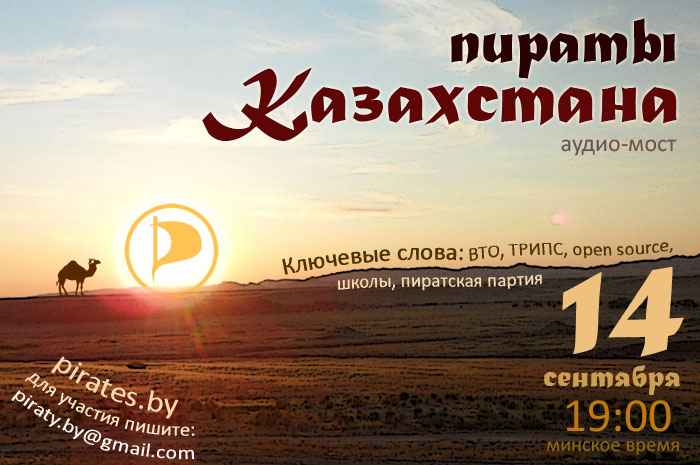 пираты
Казахстана
аудио-мост
Ключевые слова: ВТО, ТРИПС, open source,
школы, пиратская партия
14
сентября
19:00
минское время
pirates.by
для участия пишите:
piraty.by@gmail.com